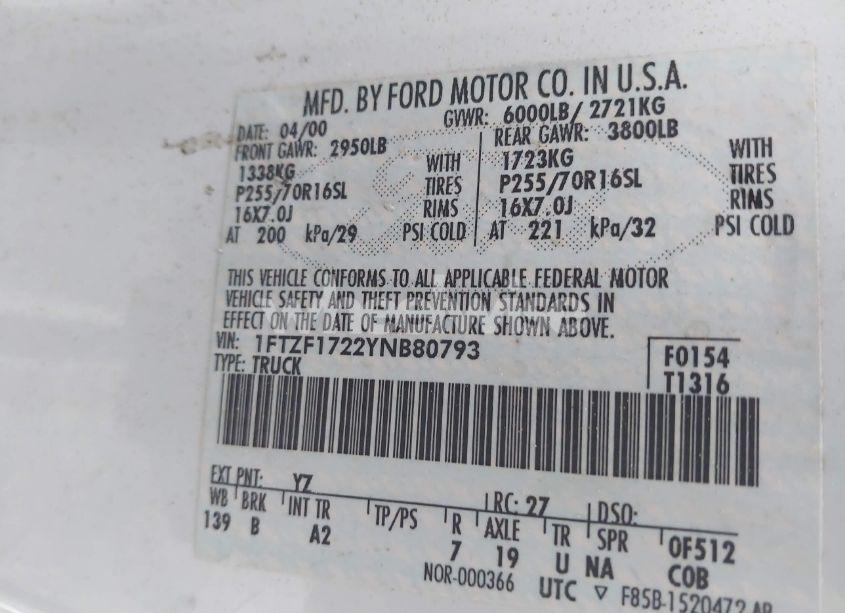 MFD. BY FORD MOTOR CO. IN U.S.A.
DATE: 04/00 GVWR: 6000LB/ 2721KG
FRONT GAWR: 2950LB REAR GAWR: 3800LB
1338KG WITH 1723KG WITH
P255/70R16SL TIRES P255/70R16SL TIRES
16X7.0J RIMS 16X7.0J RIMS
AT 200 kPa/29 PSI COLD AT 221 kPa/32 PSI COLD
THIS VEHICLE CONFORMS TO ALL APPLICABLE FEDERAL MOTOR
VEHICLE SAFETY AND THEFT PREVENTION STANDARDS IN
EFFECT ON THE DATE OF MANUFACTURE SHOWN ABOVE.
VIN: 1FTZF1722YNB80793 F0154
TYPE: TRUCK T1316
EXT PNT: YZ RC: 27 DSO:
WB BRK INT TR TP/PS R AXLE TR SPR 0F512
139 B A2 7 19 U NA COB
NOR-000366 UTC ▽ F85B-1520472-AB